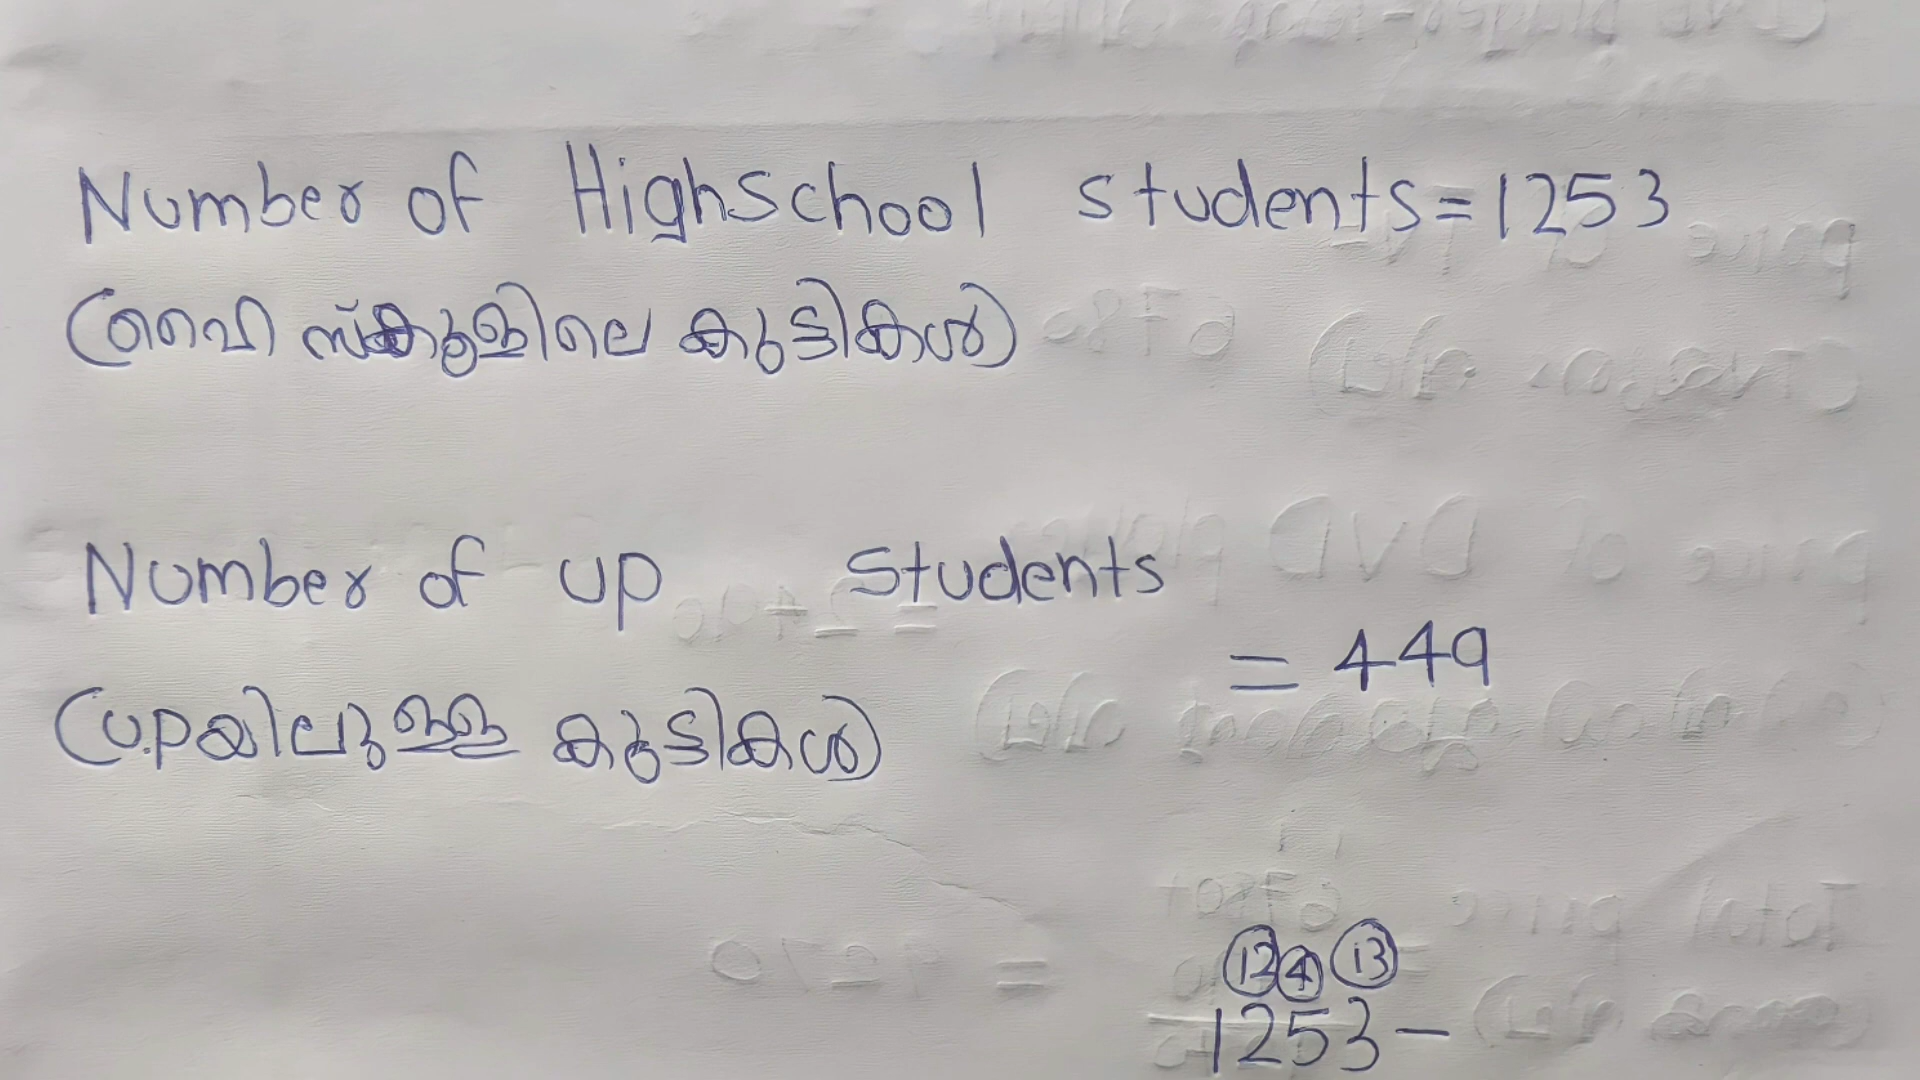 Number of Highschool students=1253
(ഹൈ സ്കൂളിലെ കുട്ടികൾ)
Number of up Students
= 449
(u.pയിലുള്ള കുട്ടികൾ)
12 4 13
1253 −